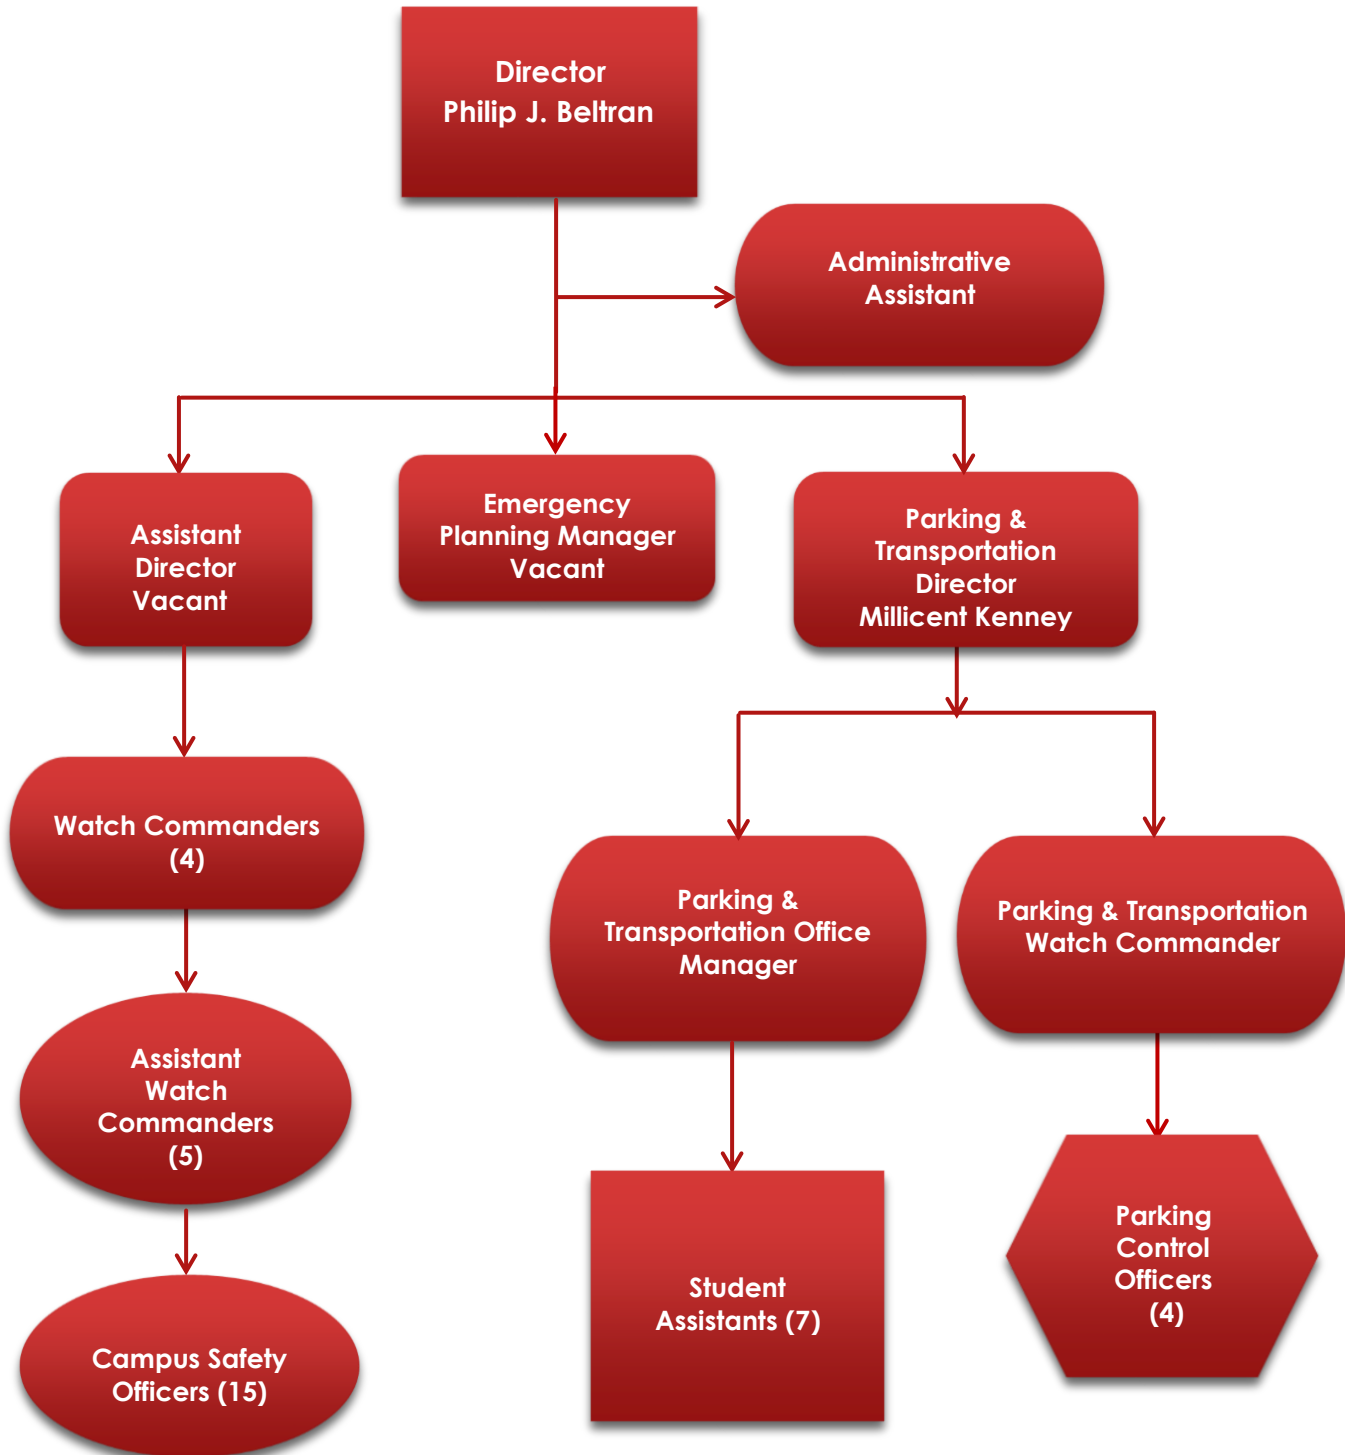 Director
Philip J. Beltran
Administrative
Assistant
Assistant
Director
Vacant
Emergency
Planning Manager
Vacant
Parking &
Transportation
Director
Millicent Kenney
Watch Commanders
(4)
Parking &
Transportation Office
Manager
Parking & Transportation
Watch Commander
Assistant
Watch
Commanders
(5)
Student
Assistants (7)
Parking
Control
Officers
(4)
Campus Safety
Officers (15)